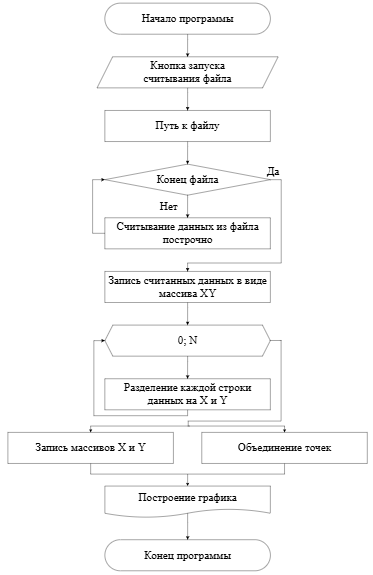 Начало программы
Кнопка запуска
считывания файла
Путь к файлу
Конец файла
Да
Нет
Считывание данных из файла
построчно
Запись считанных данных в виде
массива XY
0; N
Разделение каждой строки
данных на X и Y
Запись массивов X и Y
Объединение точек
Построение графика
Конец программы